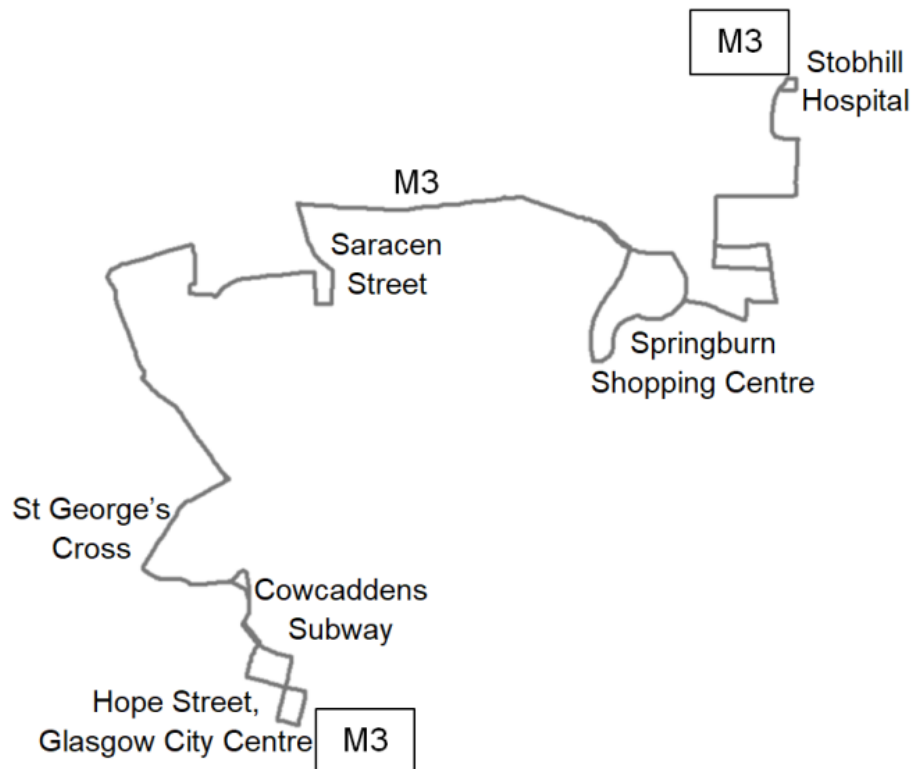 M3
Stobhill
Hospital
M3
Saracen
Street
Springburn
Shopping Centre
St George's
Cross
Cowcaddens
Subway
Hope Street,
Glasgow City Centre
M3